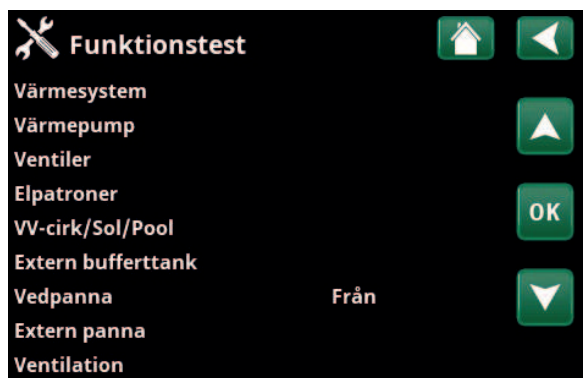 Funktionstest
Värmesystem
Värmepump
Ventiler
Elpatroner
VV-cirk/Sol/Pool
OK
Extern bufferttank
Vedpanna Från
Extern panna
Ventilation